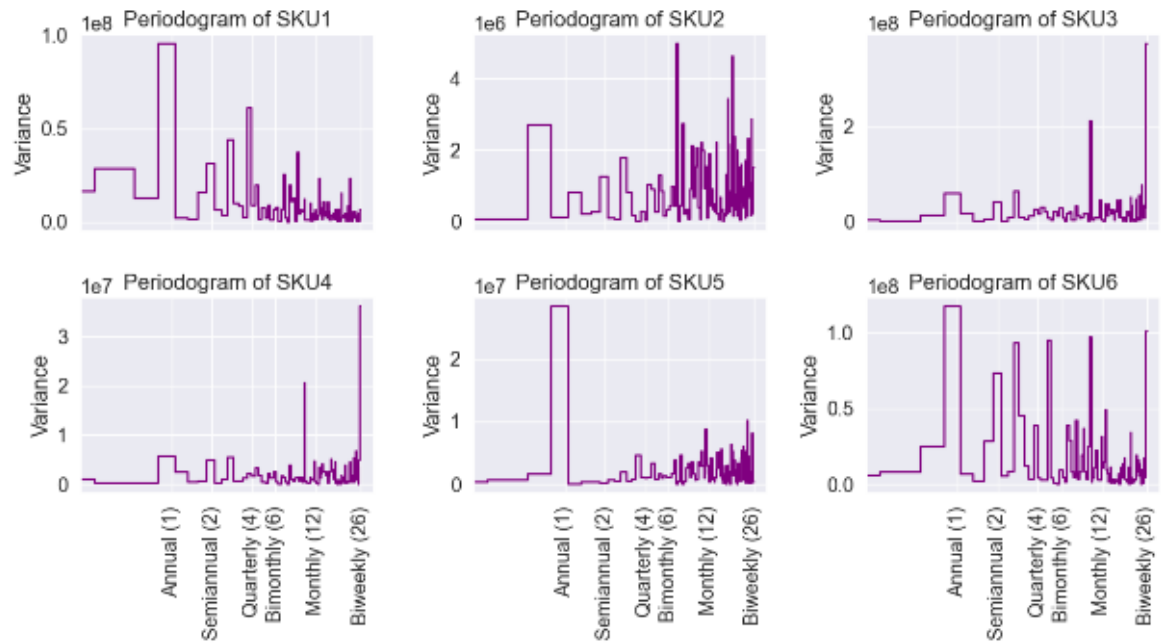 1e8 Periodogram of SKU1
1.0
0.5
0.0
Variance
1e6 Periodogram of SKU2
4
2
0
Variance
1e8 Periodogram of SKU3
2
0
Variance
1e7 Periodogram of SKU4
3
2
1
0
Variance
Annual (1)
Semiannual (2)
Quarterly (4)
Bimonthly (6)
Monthly (12)
Biweekly (26)
1e7 Periodogram of SKU5
2
1
0
Variance
Annual (1)
Semiannual (2)
Quarterly (4)
Bimonthly (6)
Monthly (12)
Biweekly (26)
1e8 Periodogram of SKU6
1.0
0.5
0.0
Variance
Annual (1)
Semiannual (2)
Quarterly (4)
Bimonthly (6)
Monthly (12)
Biweekly (26)